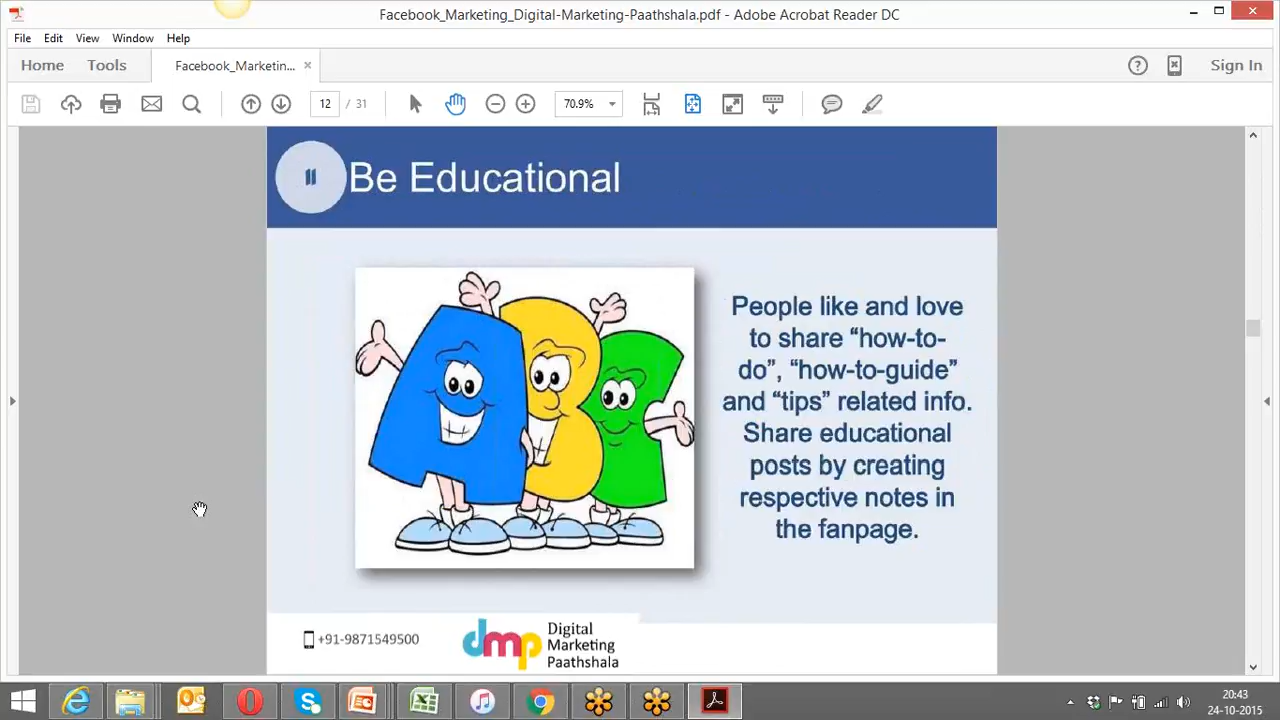 Facebook_Marketing_Digital-Marketing-Paathshala.pdf - Adobe Acrobat Reader DC
File Edit View Window Help
Home Tools Facebook_Marketin... × Sign In
12 / 31 70.9%
11 Be Educational
People like and love
to share “how-to-
do”, “how-to-guide”
and “tips” related info.
Share educational
posts by creating
respective notes in
the fanpage.
+91-9871549500
dmp
Digital
Marketing
Paathshala
20:43
24-10-2015